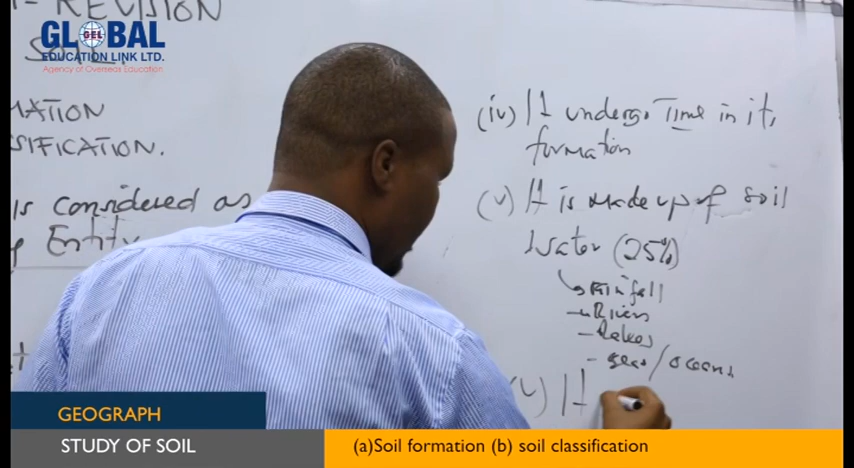 REVISION
GLOBAL
GEL
EDUCATION LINK LTD.
Agency of Overseas Education
SOIL
MATION
SIFICATION.
is considered as
Entity
(iv) It undergo Time in its
formation
(v) It is made up of soil
water (25%)
rainfall
- Rivers
- Lakes
- seas/oceans
(v) It
GEOGRAPH
STUDY OF SOIL
(a)Soil formation (b) soil classification